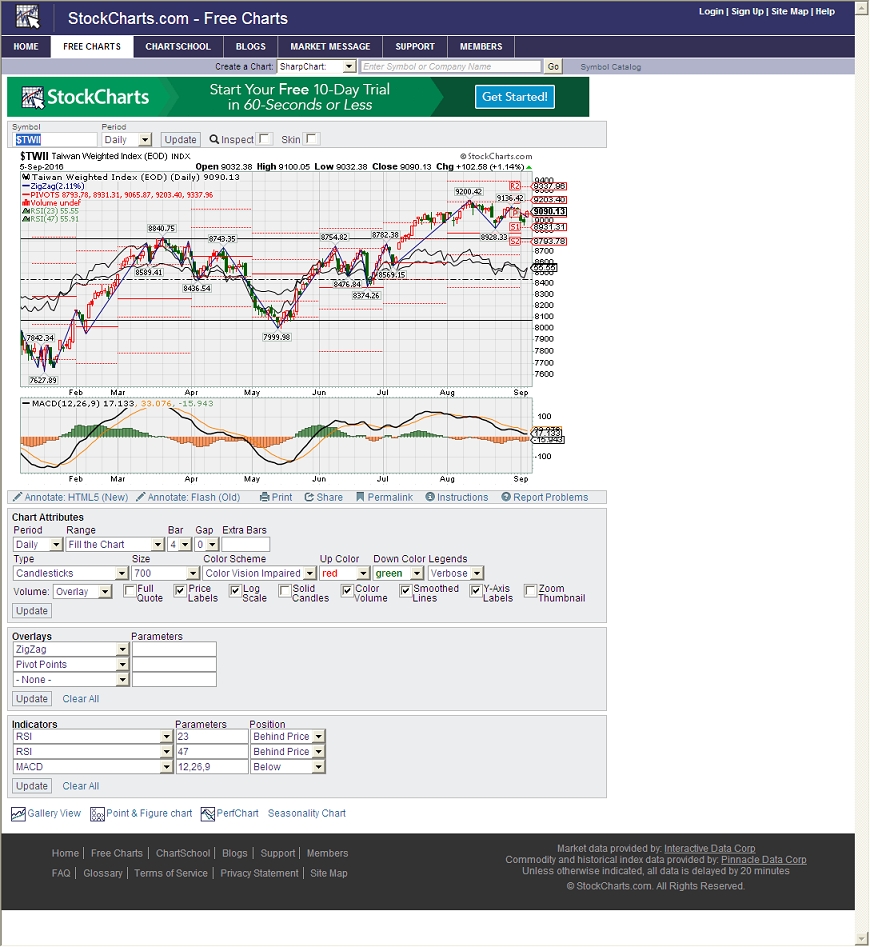 StockCharts.com - Free Charts
Login | Sign Up | Site Map | Help
HOME FREE CHARTS CHARTSCHOOL BLOGS MARKET MESSAGE SUPPORT MEMBERS
Create a Chart: SharpChart: Enter Symbol or Company Name Go Symbol Catalog
StockCharts
Start Your Free 10-Day Trial
in 60-Seconds or Less
Get Started!
Symbol Period
$TWII Daily Update Inspect Skin
$TWII Taiwan Weighted Index (EOD) INDX © StockCharts.com
5-Sep-2016 Open 9032.38 High 9100.05 Low 9032.38 Close 9090.13 Chg +102.58 (+1.14%)
Taiwan Weighted Index (EOD) (Daily) 9090.13
ZigZag(2.11%)
PIVOTS 8793.78, 8931.31, 9065.87, 9203.40, 9337.96
Volume undef
RSI(23) 55.55
RSI(47) 55.91
9200.42
9136.42
8928.33
8840.75
8743.35
8754.82
8782.38
8589.41
8436.54
8476.84
8569.15
8374.26
7999.98
7842.34
7627.89
R2
P
S1
S2
9400
9337.96
9203.40
9090.13
9000
8931.31
8793.78
8700
8600
55.55
8500
8400
8300
8200
8100
8000
7900
7800
7700
7600
Feb Mar Apr May Jun Jul Aug Sep
MACD(12,26,9) 17.133, 33.076, -15.943
100
17.133
-15.943
-100
Feb Mar Apr May Jun Jul Aug Sep
Annotate: HTML5 (New) Annotate: Flash (Old) Print Share Permalink Instructions Report Problems
Chart Attributes
Period Range Bar Gap Extra Bars
Daily Fill the Chart 4 0
Type Size Color Scheme Up Color Down Color Legends
Candlesticks 700 Color Vision Impaired red green Verbose
Volume: Overlay Full Quote Price Labels Log Scale Solid Candles Color Volume Smoothed Lines Y-Axis Labels Zoom Thumbnail
Update
Overlays Parameters
ZigZag
Pivot Points
- None -
Update Clear All
Indicators Parameters Position
RSI 23 Behind Price
RSI 47 Behind Price
MACD 12,26,9 Below
Update Clear All
Gallery View Point & Figure chart PerfChart Seasonality Chart
Home | Free Charts | ChartSchool | Blogs | Support | Members
FAQ | Glossary | Terms of Service | Privacy Statement | Site Map
Market data provided by: Interactive Data Corp
Commodity and historical index data provided by: Pinnacle Data Corp
Unless otherwise indicated, all data is delayed by 20 minutes
© StockCharts.com. All Rights Reserved.